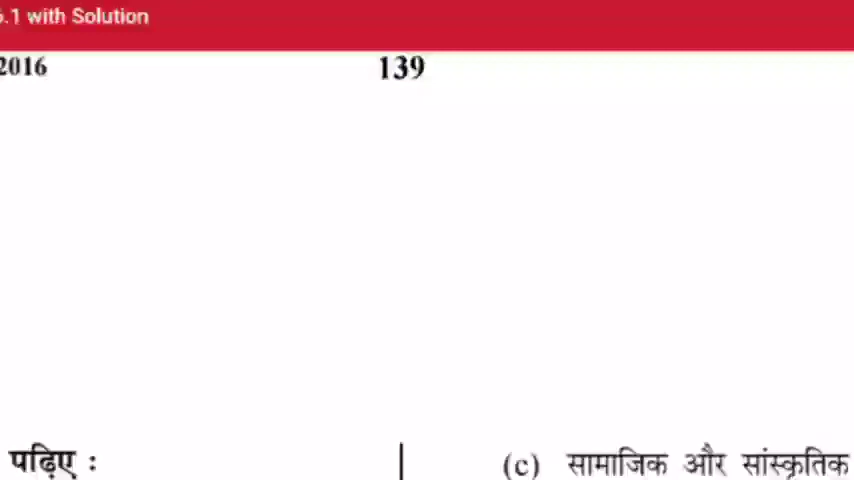 .1 with Solution
2016
139
पढ़िए :
(c) सामाजिक और सांस्कृतिक